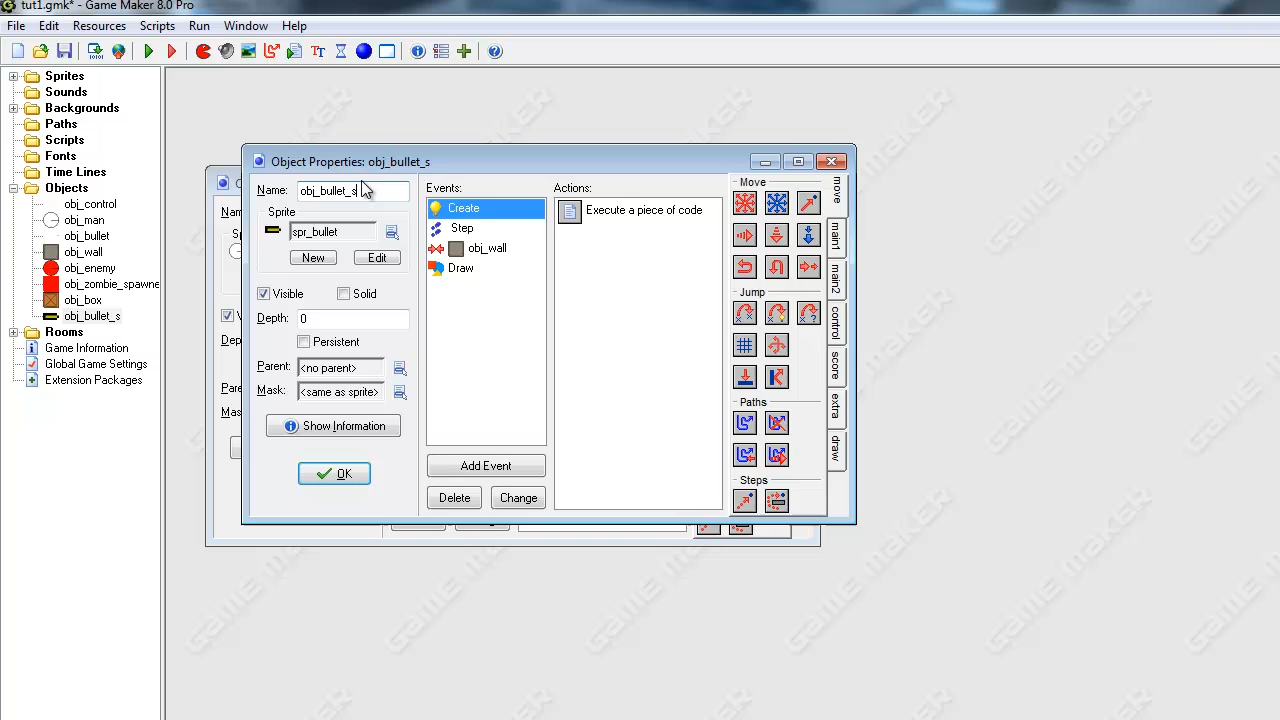 tut1.gmk* - Game Maker 8.0 Pro
File Edit Resources Scripts Run Window Help
Sprites
Sounds
Backgrounds
Paths
Scripts
Fonts
Time Lines
Objects
obj_control
obj_man
obj_bullet
obj_wall
obj_enemy
obj_zombie_spawne
obj_box
obj_bullet_s
Rooms
Game Information
Global Game Settings
Extension Packages
Object Properties: obj_bullet_s
Name: obj_bullet_s
Sprite
spr_bullet
New Edit
Visible Solid
Depth: 0
Persistent
Parent: <no parent>
Mask: <same as sprite>
Show Information
OK
Events:
Create
Step
obj_wall
Draw
Add Event
Delete Change
Actions:
Execute a piece of code
Move
Jump
Paths
Steps
move
main1
main2
control
score
extra
draw
GAME MAKER